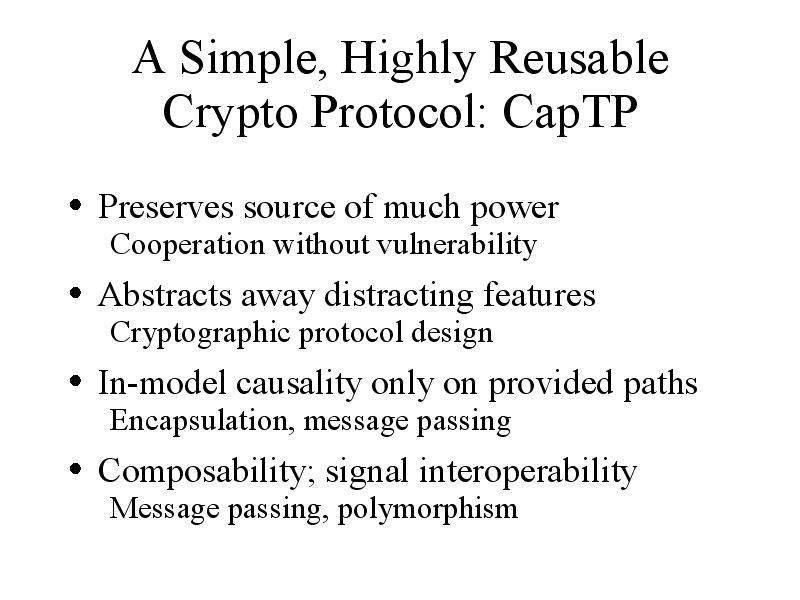 A Simple, Highly Reusable
Crypto Protocol: CapTP
• Preserves source of much power
Cooperation without vulnerability
• Abstracts away distracting features
Cryptographic protocol design
• In-model causality only on provided paths
Encapsulation, message passing
• Composability; signal interoperability
Message passing, polymorphism